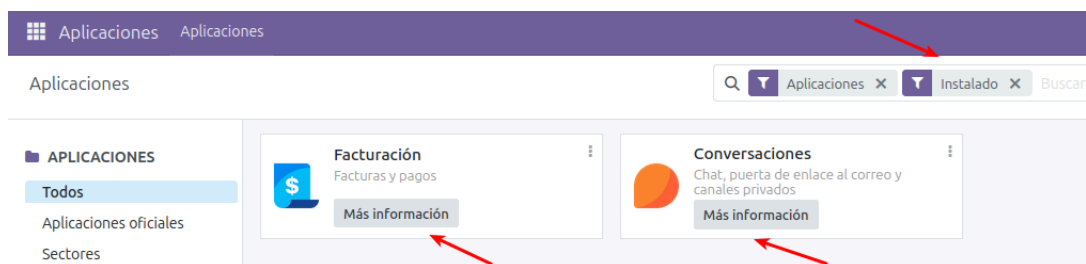 Aplicaciones Aplicaciones
Aplicaciones
Aplicaciones Instalado Buscar
APLICACIONES
Todos
Aplicaciones oficiales
Sectores
Facturación
Facturas y pagos
Más información
Conversaciones
Chat, puerta de enlace al correo y
canales privados
Más información